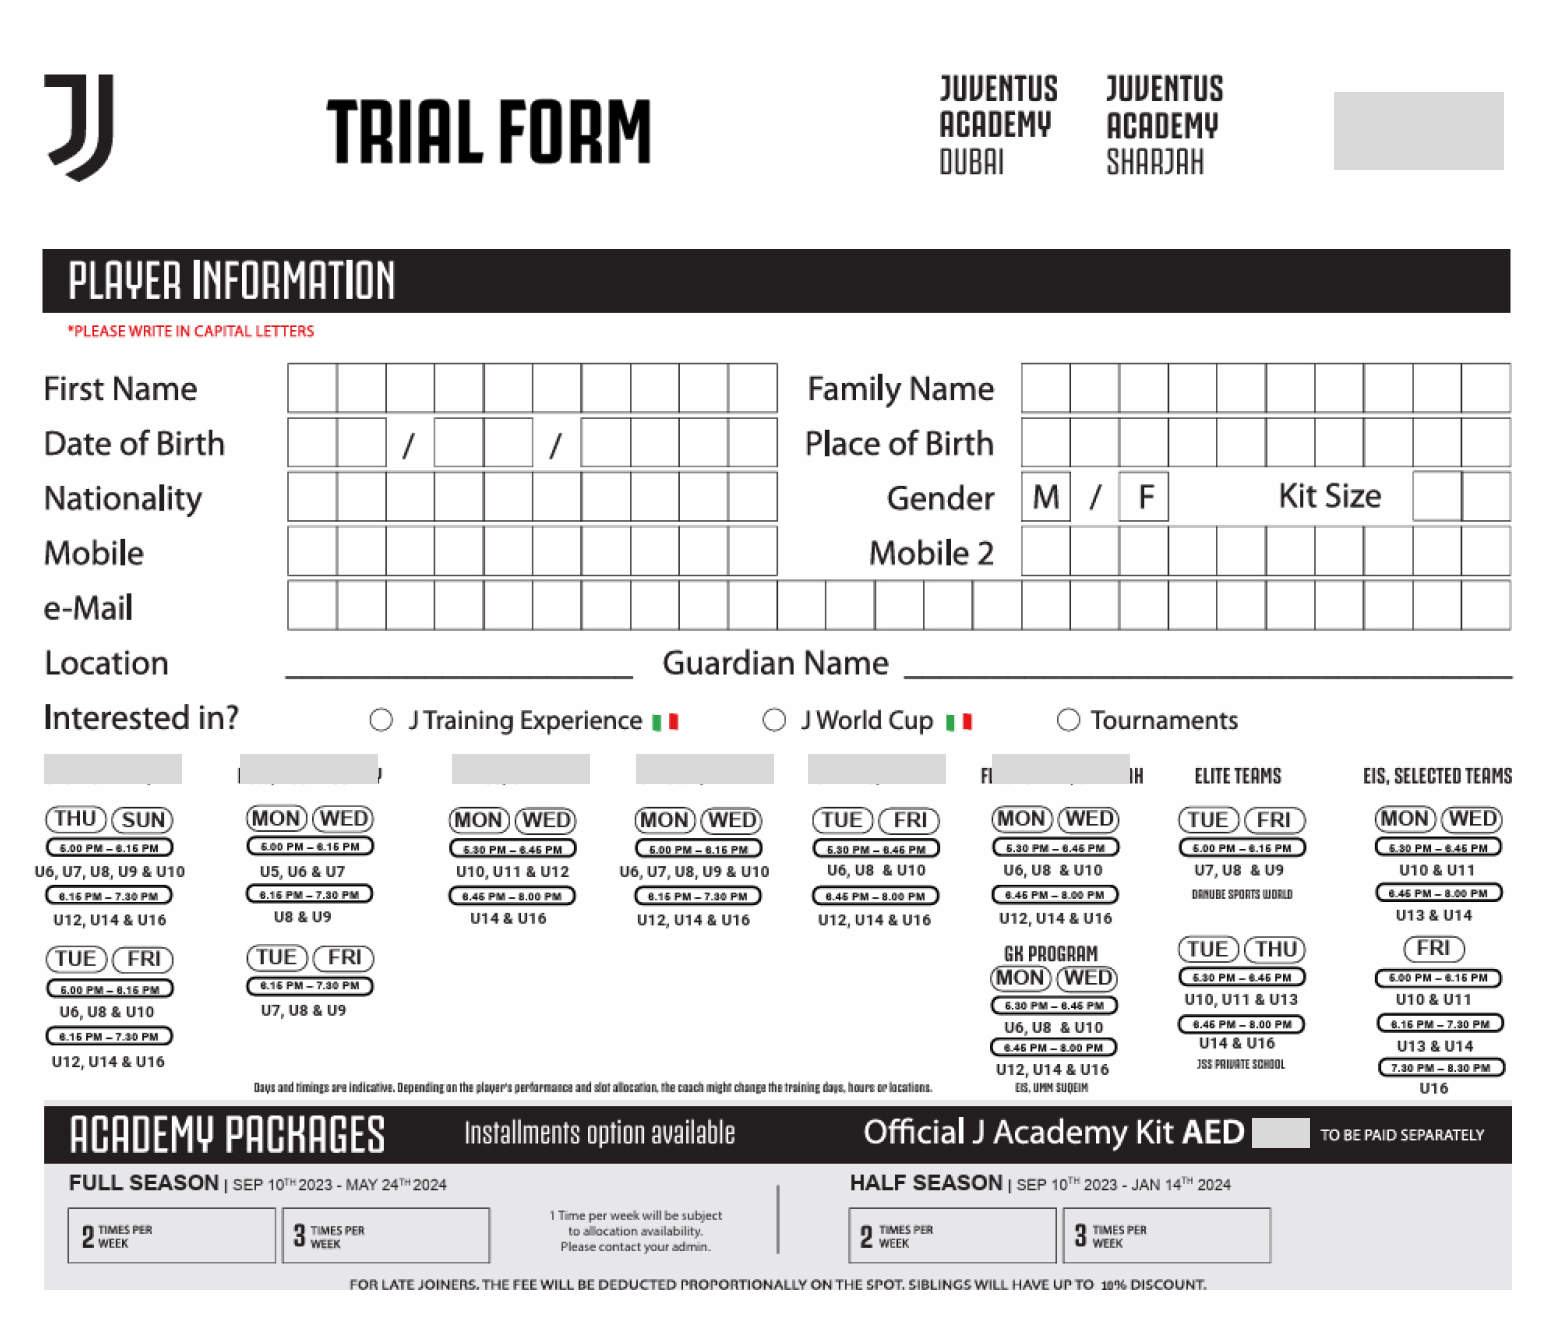 TRIAL FORM
JUVENTUS
ACADEMY
DUBAI
JUVENTUS
ACADEMY
SHARJAH
PLAYER INFORMATION
*PLEASE WRITE IN CAPITAL LETTERS
First Name
Family Name
Date of Birth / /
Place of Birth
Nationality
Gender M / F Kit Size
Mobile
Mobile 2
e-Mail
Location
Guardian Name
Interested in? J Training Experience J World Cup Tournaments
THU SUN
5.00 PM – 6.15 PM
U6, U7, U8, U9 & U10
6.15 PM – 7.30 PM
U12, U14 & U16
TUE FRI
5.00 PM – 6.15 PM
U6, U8 & U10
6.15 PM – 7.30 PM
U12, U14 & U16
MON WED
5.00 PM – 6.15 PM
U5, U6 & U7
6.15 PM – 7.30 PM
U8 & U9
TUE FRI
6.15 PM – 7.30 PM
U7, U8 & U9
MON WED
5.30 PM – 6.45 PM
U10, U11 & U12
6.45 PM – 8.00 PM
U14 & U16
MON WED
5.00 PM – 6.15 PM
U6, U7, U8, U9 & U10
6.15 PM – 7.30 PM
U12, U14 & U16
TUE FRI
5.30 PM – 6.45 PM
U6, U8 & U10
6.45 PM – 8.00 PM
U12, U14 & U16
MON WED
5.30 PM – 6.45 PM
U6, U8 & U10
6.45 PM – 8.00 PM
U12, U14 & U16
GK PROGRAM
MON WED
5.30 PM – 6.45 PM
U6, U8 & U10
6.45 PM – 8.00 PM
U12, U14 & U16
EIS, UMM SUQEIM
ELITE TEAMS
TUE FRI
5.00 PM – 6.15 PM
U7, U8 & U9
DANUBE SPORTS WORLD
TUE THU
5.30 PM – 6.45 PM
U10, U11 & U13
6.45 PM – 8.00 PM
U14 & U16
JSS PRIVATE SCHOOL
EIS, SELECTED TEAMS
MON WED
5.30 PM – 6.45 PM
U10 & U11
6.45 PM – 8.00 PM
U13 & U14
FRI
5.00 PM – 6.15 PM
U10 & U11
6.15 PM – 7.30 PM
U13 & U14
7.30 PM – 8.30 PM
U16
Days and timings are indicative. Depending on the player's performance and slot allocation, the coach might change the training days, hours or locations.
ACADEMY PACKAGES Installments option available Official J Academy Kit AED TO BE PAID SEPARATELY
FULL SEASON | SEP 10TH 2023 - MAY 24TH 2024
2 TIMES PER
WEEK
3 TIMES PER
WEEK
1 Time per week will be subject
to allocation availability.
Please contact your admin.
HALF SEASON | SEP 10TH 2023 - JAN 14TH 2024
2 TIMES PER
WEEK
3 TIMES PER
WEEK
FOR LATE JOINERS, THE FEE WILL BE DEDUCTED PROPORTIONALLY ON THE SPOT. SIBLINGS WILL HAVE UP TO 10% DISCOUNT.